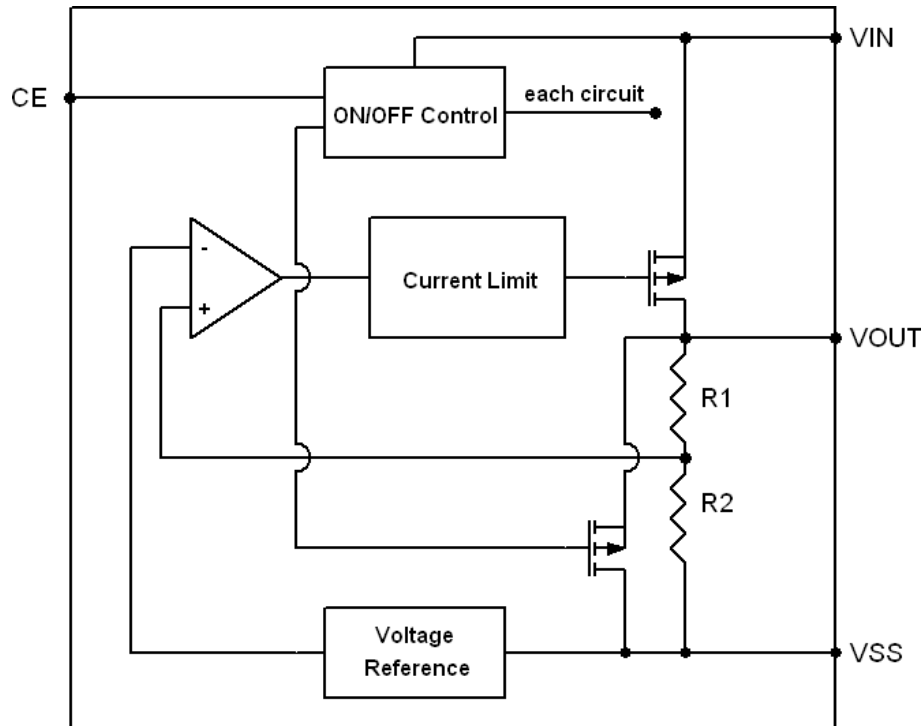 VIN
CE
ON/OFF Control
each circuit
-
+
Current Limit
VOUT
R1
R2
Voltage
Reference
VSS